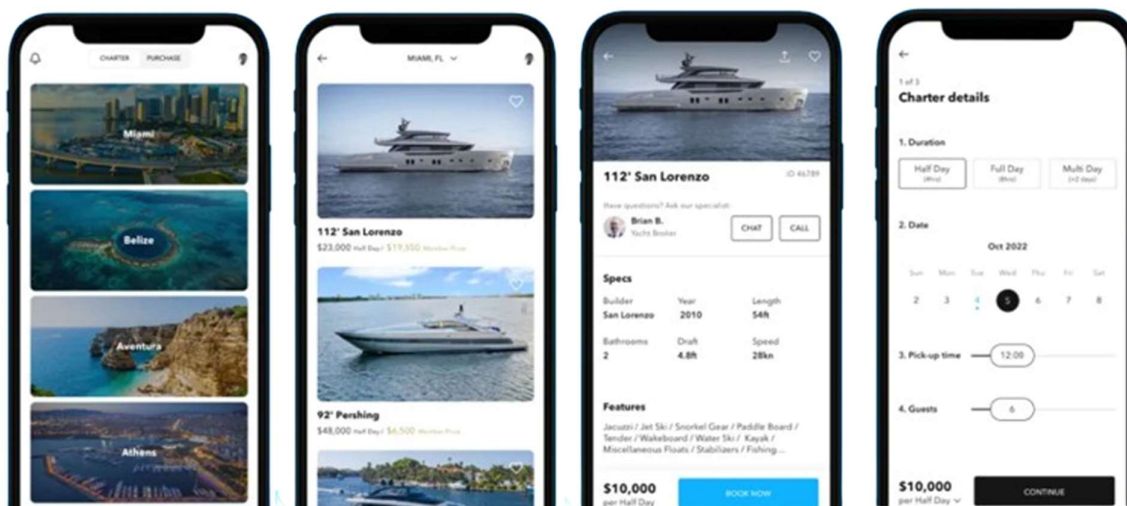 CHARTER PURCHASE
Miami
Belize
Aventura
Athens
MIAMI, FL
112' San Lorenzo
$23,000 Half Day/ $19,550 Member Price
92' Pershing
$48,000 Half Day/ $6,500 Member Price
112' San Lorenzo ID 46789
Have questions? Ask our specialist:
Brian B.
Yacht Broker
CHAT CALL
Specs
Builder Year Length
San Lorenzo 2010 54ft
Bathrooms Draft Speed
2 4.8ft 28kn
Features
Jacuzzi / Jet Ski / Snorkel Gear / Paddle Board /
Tender / Wakeboard / Water Ski / Kayak /
Miscellaneous Floats / Stabilizers / Fishing ...
$10,000 BOOK NOW
per Half Day
1 of 3
Charter details
1. Duration
Half Day Full Day Multi Day
(4hrs) (8hrs) (+2 days)
2. Date
Oct 2022
Sun Mon Tue Wed Thu Fri Sat
2 3 4 5 6 7 8
3. Pick-up time 12:00
4. Guests 6
$10,000 CONTINUE
per Half Day